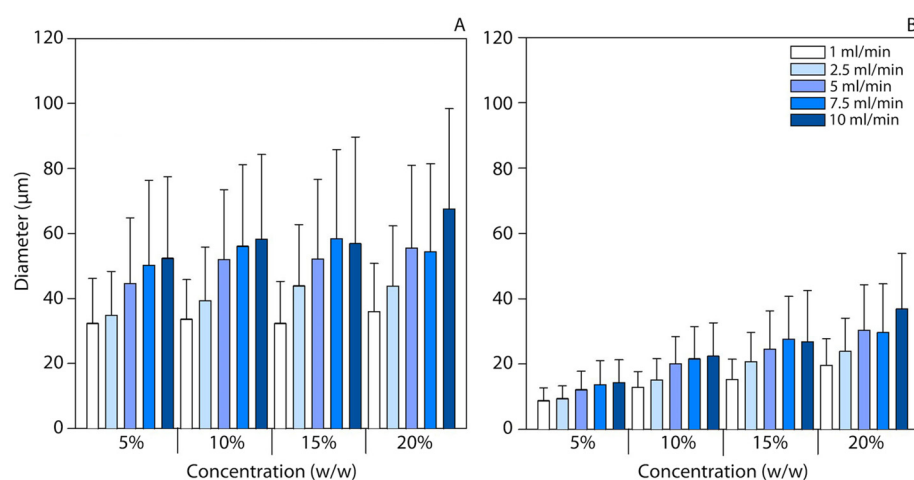 A
120
100
80
60
40
20
0
Diameter (μm)
5%
10%
15%
20%
Concentration (w/w)
B
120
100
80
60
40
20
0
1 ml/min
2.5 ml/min
5 ml/min
7.5 ml/min
10 ml/min
5%
10%
15%
20%
Concentration (w/w)